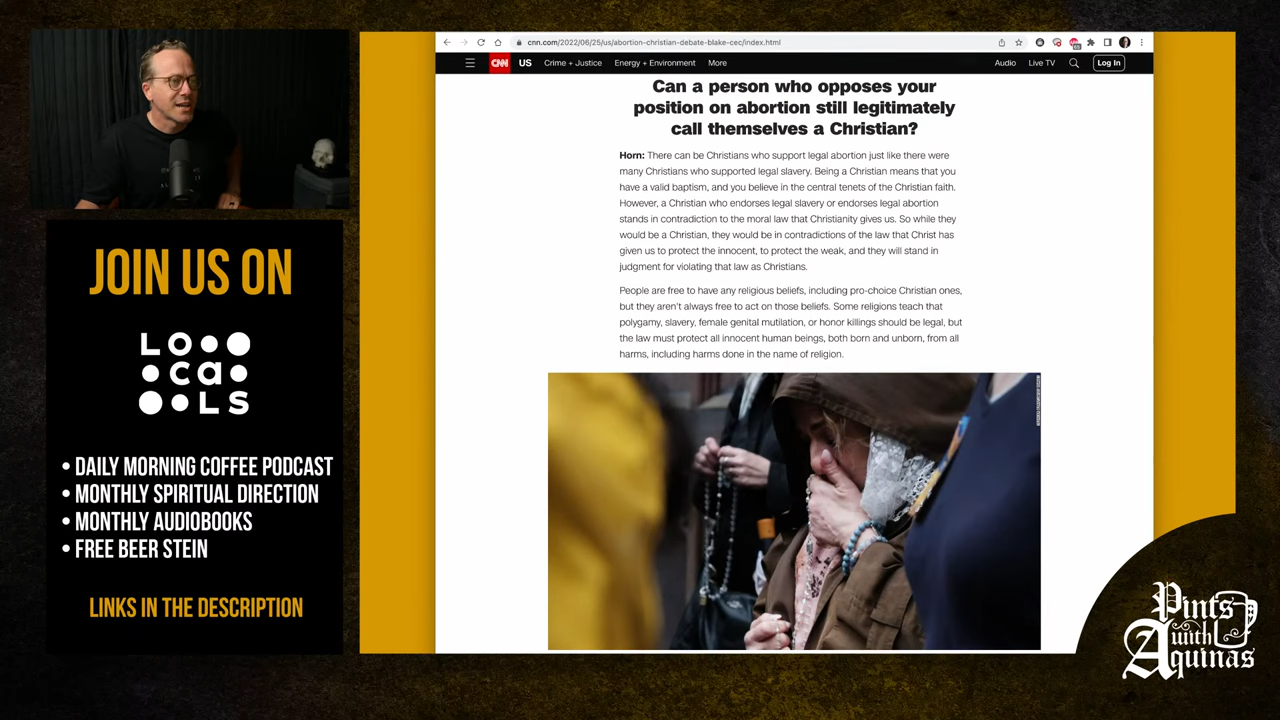 JOIN US ON
LOCALS
• DAILY MORNING COFFEE PODCAST
• MONTHLY SPIRITUAL DIRECTION
• MONTHLY AUDIOBOOKS
• FREE BEER STEIN
LINKS IN THE DESCRIPTION
cnn.com/2022/06/25/us/abortion-christian-debate-blake-cec/index.html
CNN US Crime + Justice Energy + Environment More Audio Live TV Log In
Can a person who opposes your
position on abortion still legitimately
call themselves a Christian?
Horn: There can be Christians who support legal abortion just like there were
many Christians who supported legal slavery. Being a Christian means that you
have a valid baptism, and you believe in the central tenets of the Christian faith.
However, a Christian who endorses legal slavery or endorses legal abortion
stands in contradiction to the moral law that Christianity gives us. So while they
would be a Christian, they would be in contradictions of the law that Christ has
given us to protect the innocent, to protect the weak, and they will stand in
judgment for violating that law as Christians.
People are free to have any religious beliefs, including pro-choice Christian ones,
but they aren't always free to act on those beliefs. Some religions teach that
polygamy, slavery, female genital mutilation, or honor killings should be legal, but
the law must protect all innocent human beings, both born and unborn, from all
harms, including harms done in the name of religion.
Pints
with
Aquinas